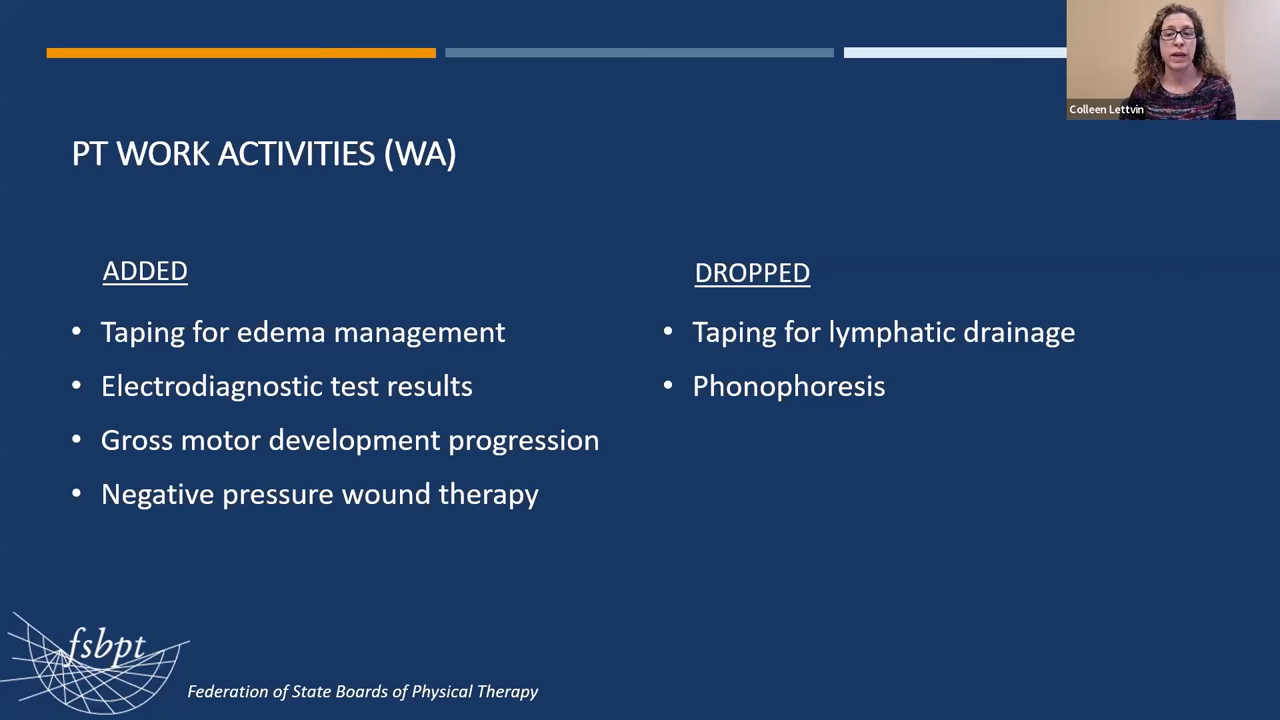 Colleen Lettvin
PT WORK ACTIVITIES (WA)
ADDED
• Taping for edema management
• Electrodiagnostic test results
• Gross motor development progression
• Negative pressure wound therapy
DROPPED
• Taping for lymphatic drainage
• Phonophoresis
fsbpt
Federation of State Boards of Physical Therapy